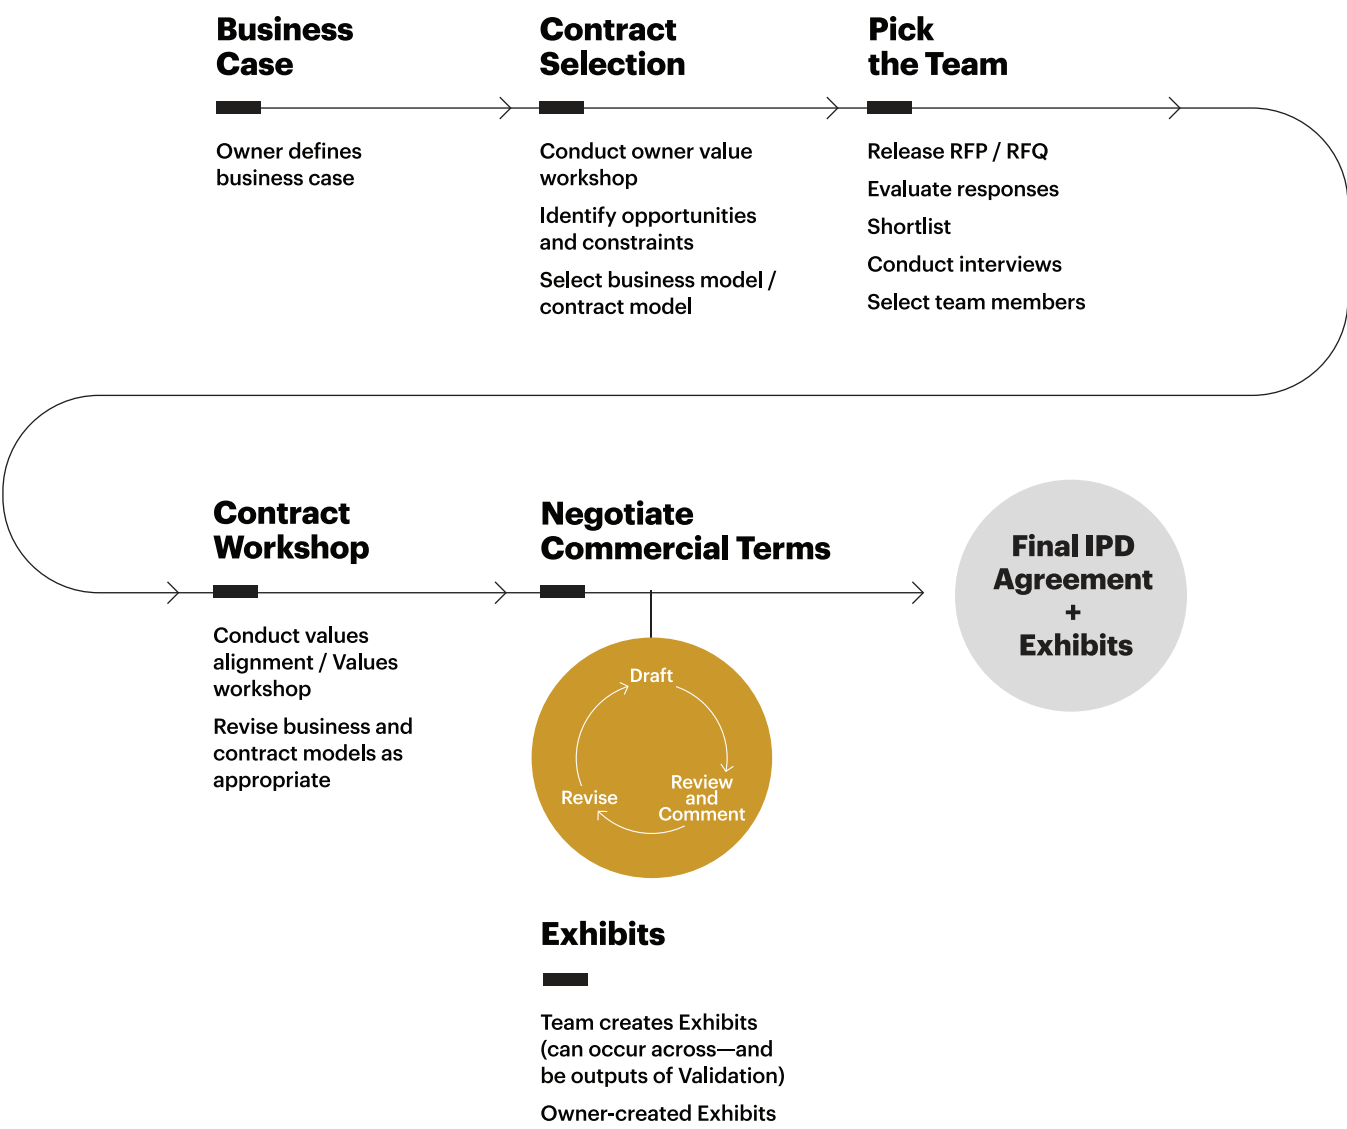 Business
Case
Owner defines
business case
Contract
Selection
Conduct owner value
workshop
Identify opportunities
and constraints
Select business model /
contract model
Pick
the Team
Release RFP / RFQ
Evaluate responses
Shortlist
Conduct interviews
Select team members
Contract
Workshop
Conduct values
alignment / Values
workshop
Revise business and
contract models as
appropriate
Negotiate
Commercial Terms
Draft
Review
and
Comment
Revise
Exhibits
Team creates Exhibits
(can occur across—and
be outputs of Validation)
Owner-created Exhibits
Final IPD
Agreement
+
Exhibits